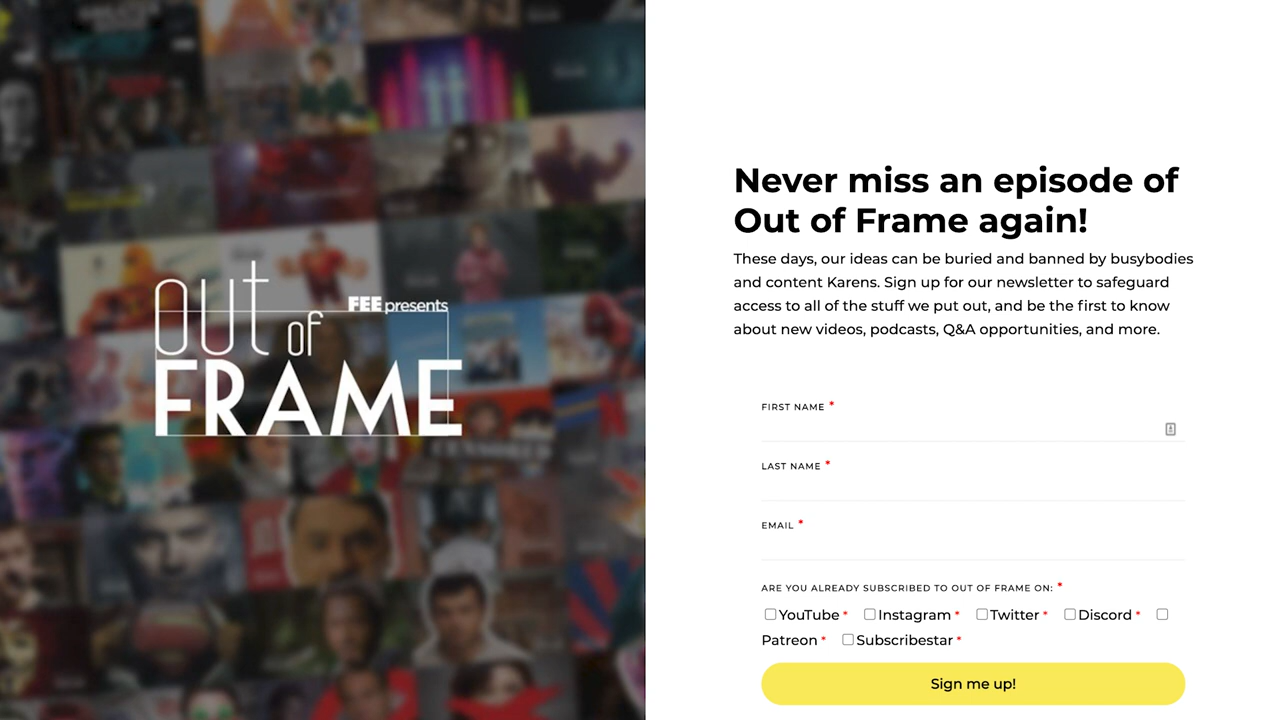 out of
FEE presents
FRAME
Never miss an episode of
Out of Frame again!
These days, our ideas can be buried and banned by busybodies
and content Karens. Sign up for our newsletter to safeguard
access to all of the stuff we put out, and be the first to know
about new videos, podcasts, Q&A opportunities, and more.
FIRST NAME *
LAST NAME *
EMAIL *
ARE YOU ALREADY SUBSCRIBED TO OUT OF FRAME ON: *
YouTube * Instagram * Twitter * Discord *
Patreon * Subscribestar *
Sign me up!